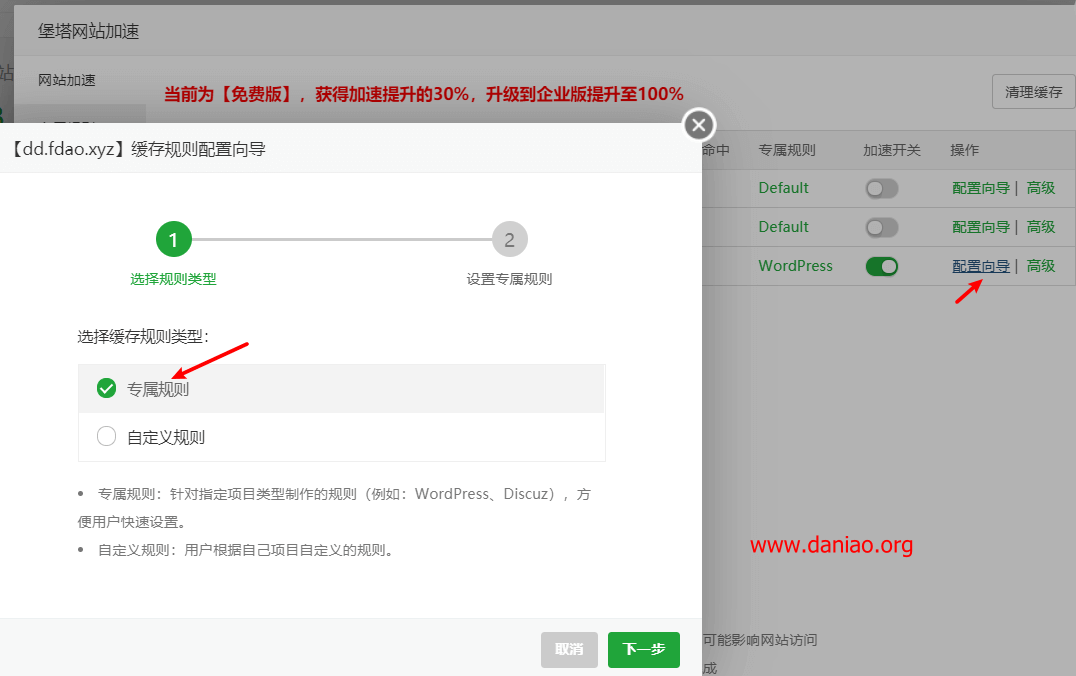 堡塔网站加速
网站加速
当前为【免费版】，获得加速提升的30%，升级到企业版提升至100%
清理缓存
【dd.fdao.xyz】缓存规则配置向导
命中 专属规则 加速开关 操作
Default 配置向导 | 高级
Default 配置向导 | 高级
WordPress 配置向导 | 高级
1 2
选择规则类型 设置专属规则
选择缓存规则类型：
专属规则
自定义规则
• 专属规则：针对指定项目类型制作的规则（例如：WordPress、Discuz），方
便用户快速设置。
• 自定义规则：用户根据自己项目自定义的规则。
www.daniao.org
可能影响网站访问
成
取消 下一步